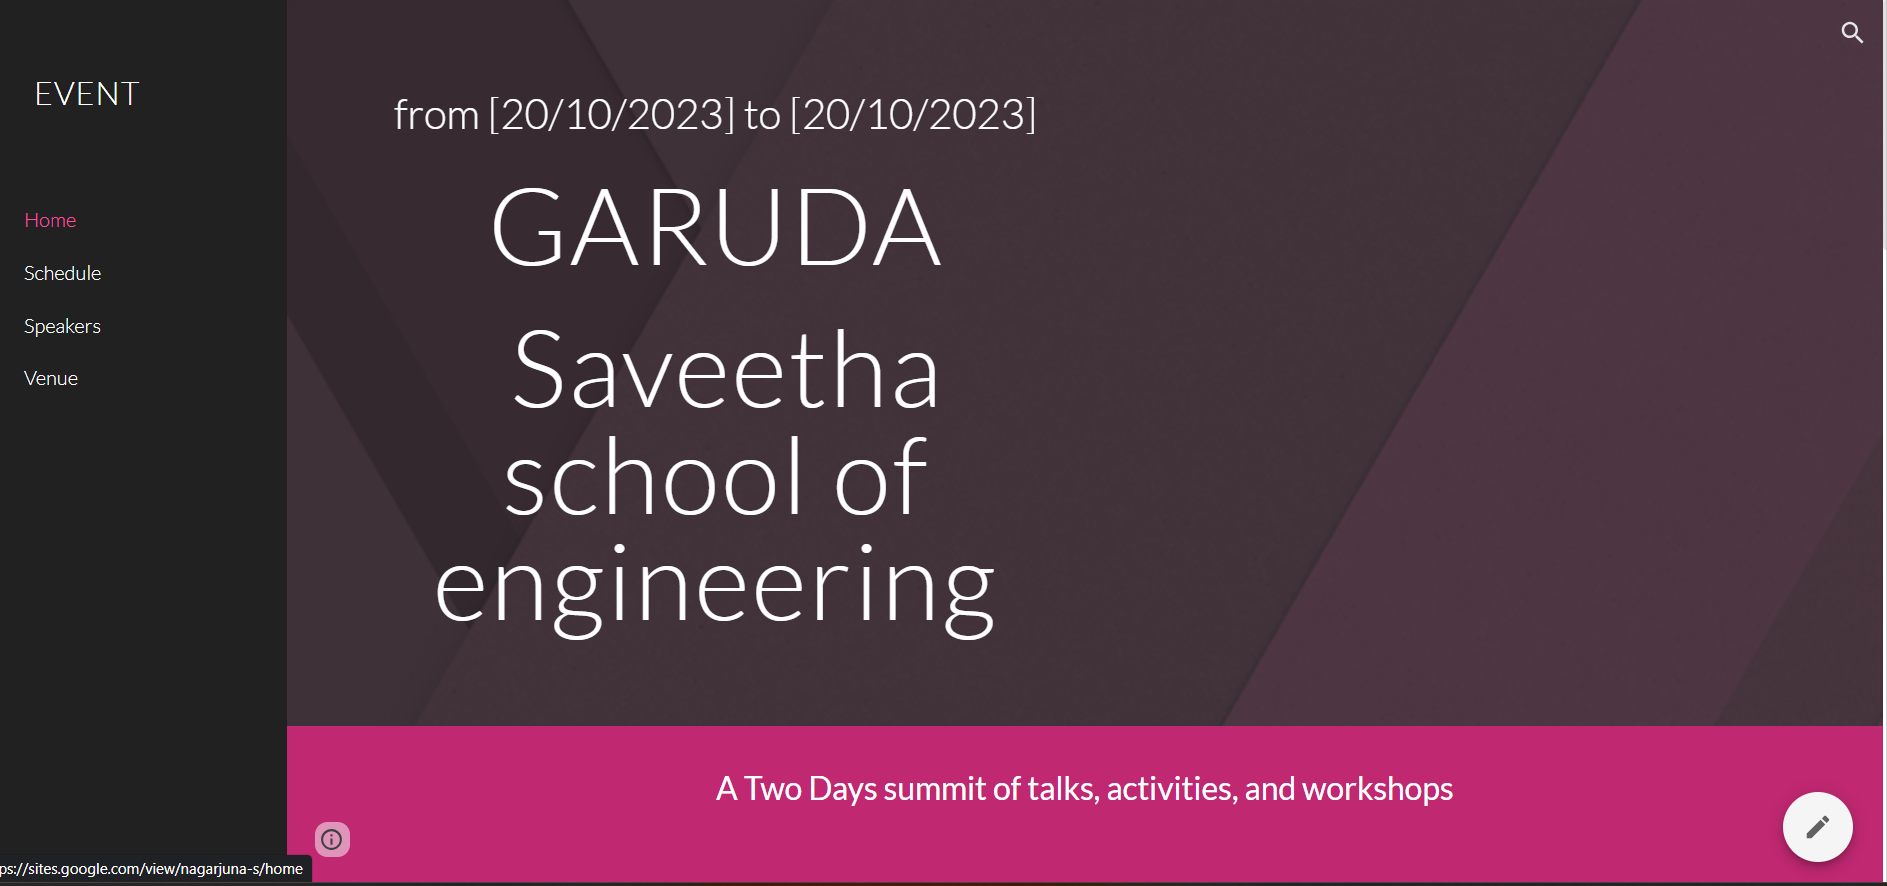 EVENT
Home
Schedule
Speakers
Venue
from [20/10/2023] to [20/10/2023]
GARUDA
Saveetha
school of
engineering
A Two Days summit of talks, activities, and workshops
ps://sites.google.com/view/nagarjuna-s/home